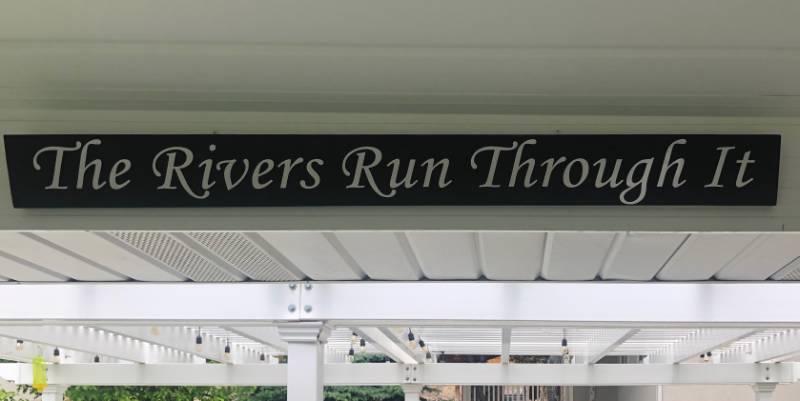 The Rivers Run Through It